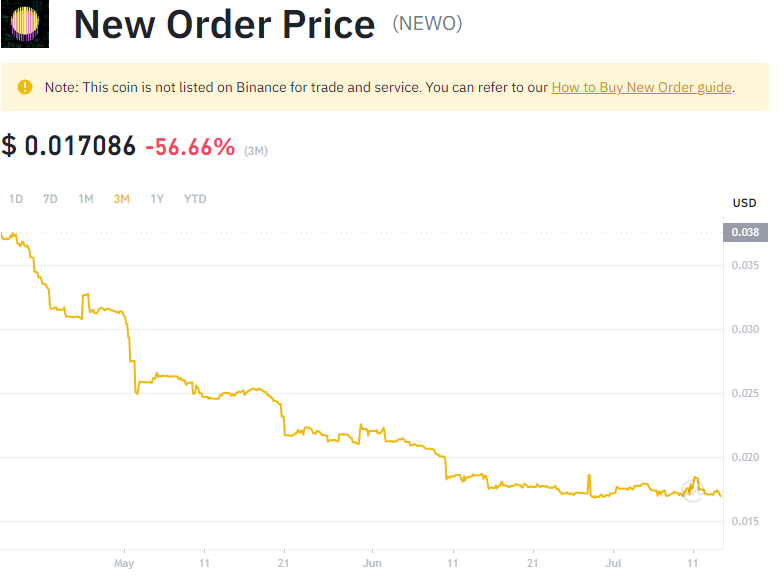 New Order Price (NEWO)
Note: This coin is not listed on Binance for trade and service. You can refer to our How to Buy New Order guide.
$ 0.017086 -56.66% (3M)
1D 7D 1M 3M 1Y YTD
USD
0.038
0.035
0.030
0.025
0.020
0.015
May 11 21 Jun 11 21 Jul 11